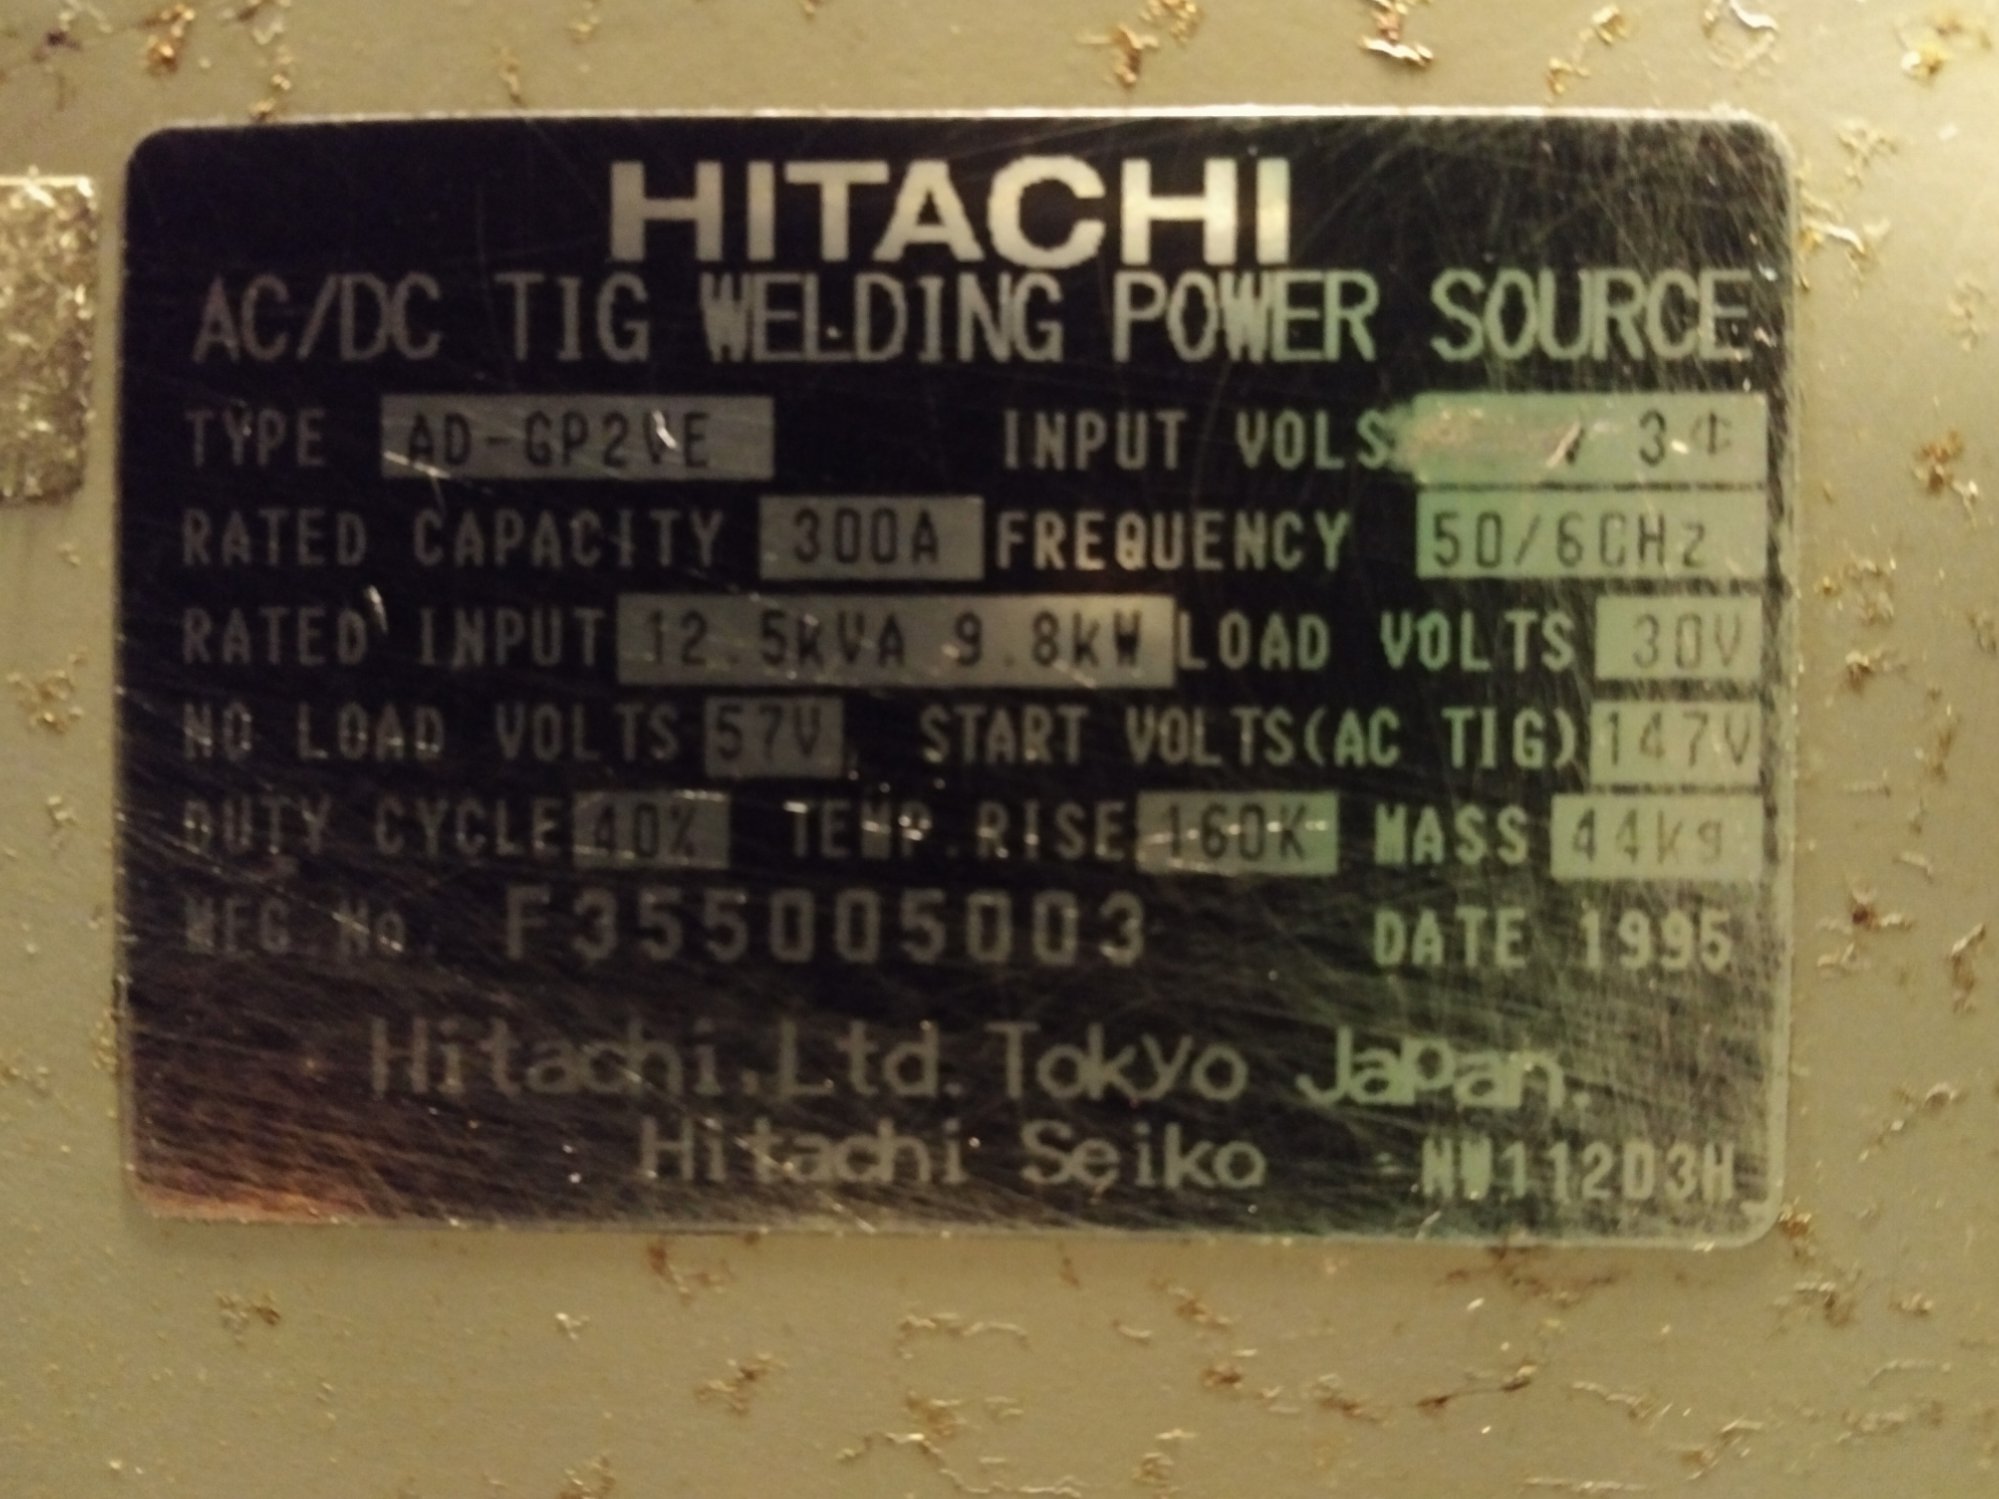 HITACHI
AC/DC TIG WELDING POWER SOURCE
TYPE AD-GP2VE INPUT VOLS V 3Φ
RATED CAPACITY 300A FREQUENCY 50/60Hz
RATED INPUT 12.5kVA 9.8kW LOAD VOLTS 30V
NO LOAD VOLTS 57V START VOLTS(AC TIG) 147V
DUTY CYCLE 40% TEMP.RISE 160K MASS 44kg
MFG No. F355005003 DATE 1995
Hitachi,Ltd.Tokyo Japan.
Hitachi Seiko NW11203H